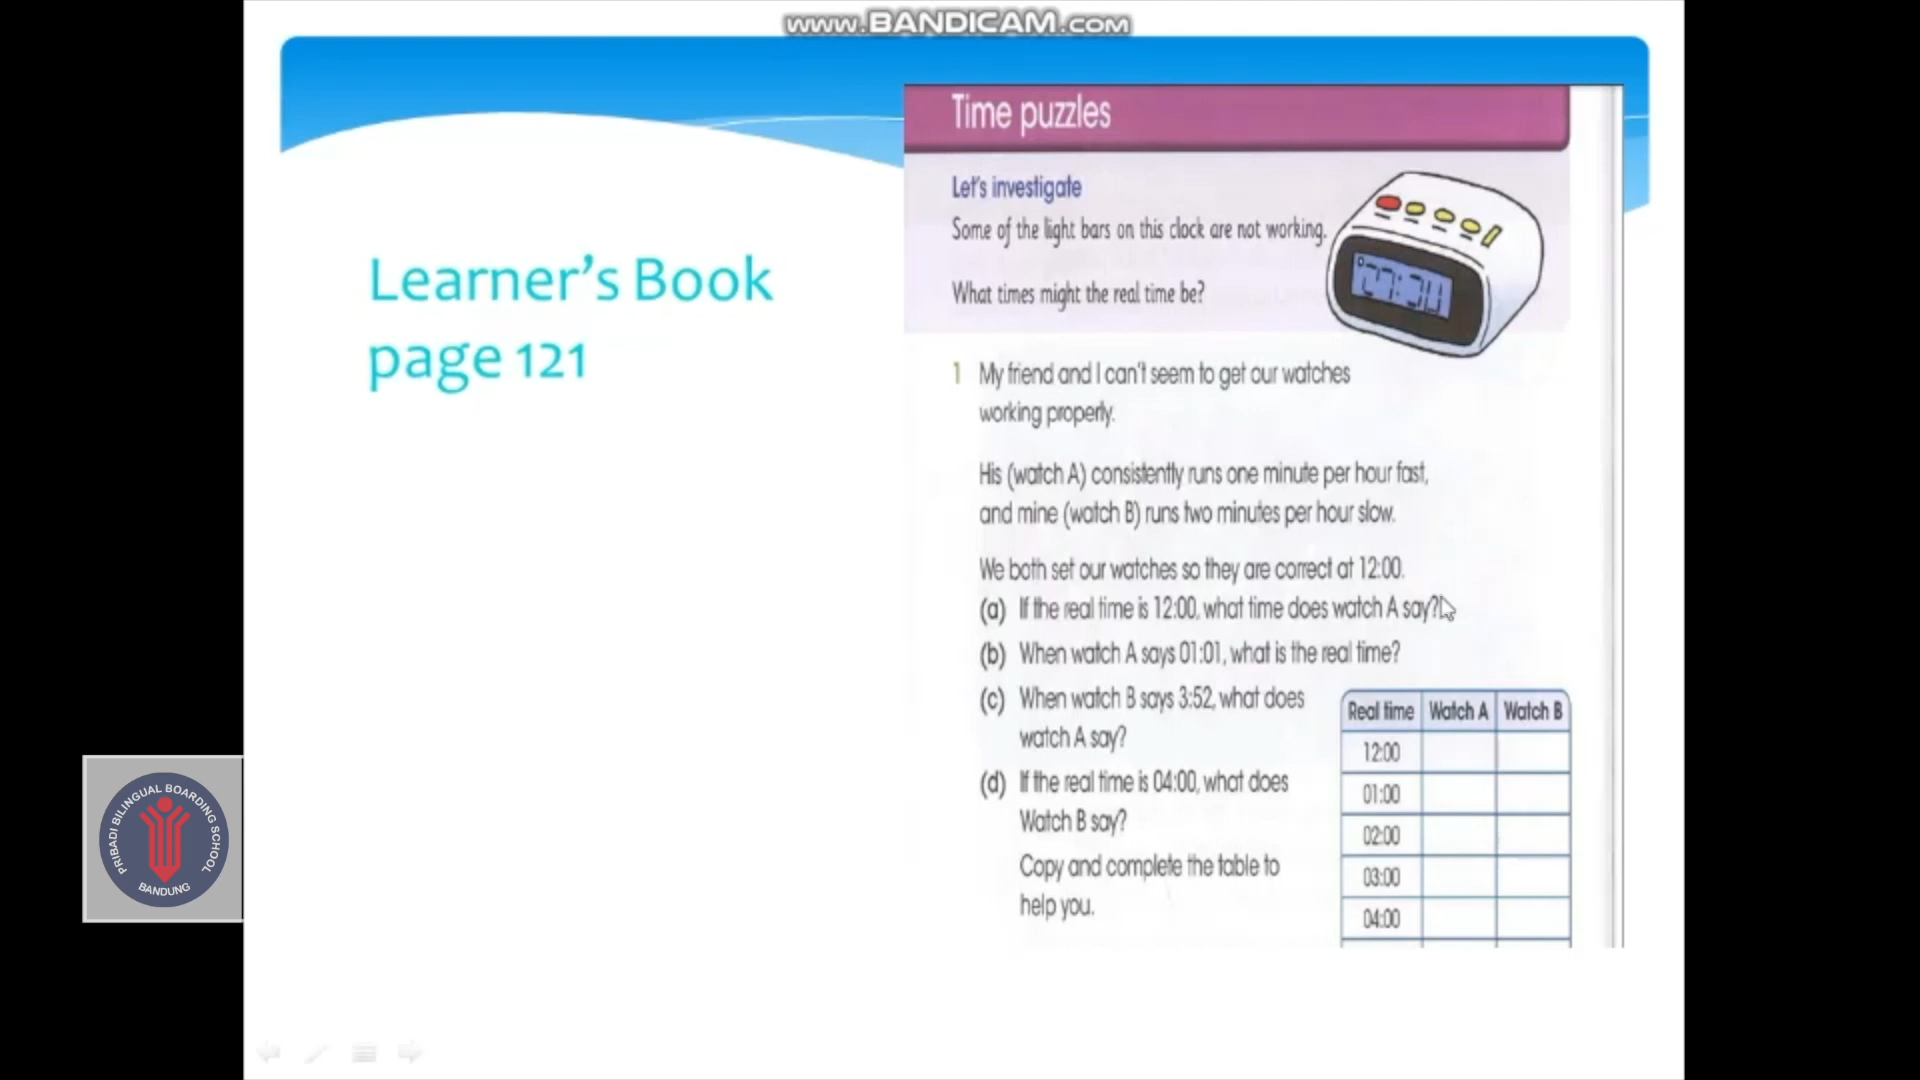 www.BANDICAM.com
Learner's Book
page 121
Time puzzles
Let's investigate
Some of the light bars on this clock are not working.
What times might the real time be?
1 My friend and I can't seem to get our watches
working properly.
His (watch A) consistently runs one minute per hour fast,
and mine (watch B) runs two minutes per hour slow.
We both set our watches so they are correct at 12:00.
(a) If the real time is 12:00, what time does watch A say?
(b) When watch A says 01:01, what is the real time?
(c) When watch B says 3:52, what does
watch A say?
(d) If the real time is 04:00, what does
Watch B say?
Copy and complete the table to
help you.
Real time Watch A Watch B
12:00
01:00
02:00
03:00
04:00
PRIBADI BILINGUAL BOARDING SCHOOL
BANDUNG